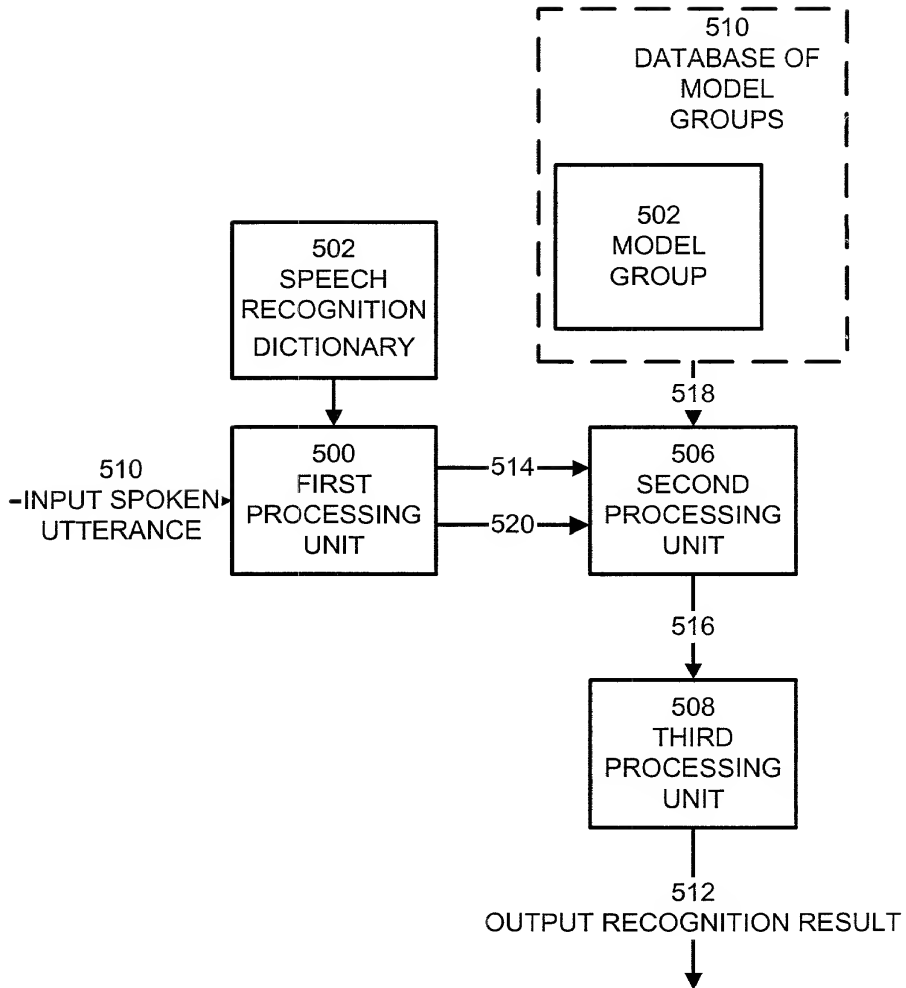 510
DATABASE OF
MODEL
GROUPS
502
MODEL
GROUP
502
SPEECH
RECOGNITION
DICTIONARY
518
510
INPUT SPOKEN
UTTERANCE
500
FIRST
PROCESSING
UNIT
514
520
506
SECOND
PROCESSING
UNIT
516
508
THIRD
PROCESSING
UNIT
512
OUTPUT RECOGNITION RESULT